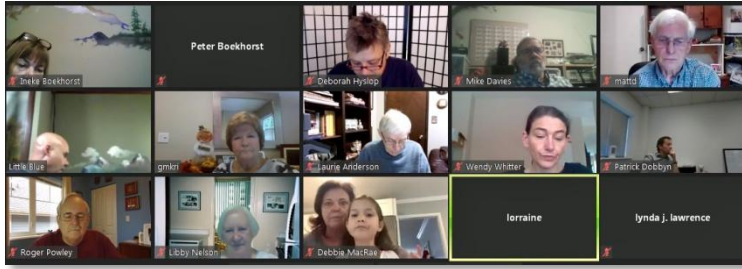 Ineke Boekhorst
Peter Boekhorst
Deborah Hyslop
Mike Davies
mattd
Little Blue
gmkri
Laurie Anderson
Wendy Whitter
Patrick Dobbyn
Roger Powley
Libby Nelson
Debbie MacRae
lorraine
lynda j. lawrence